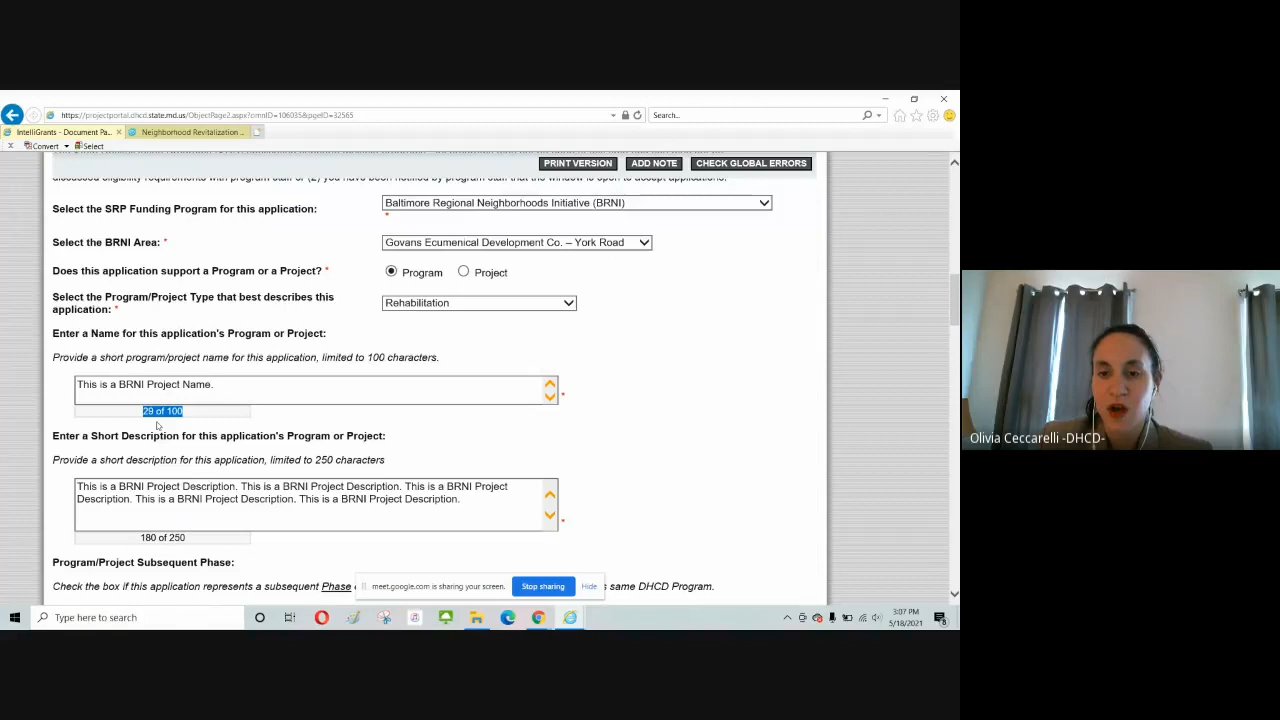 https://projectportal.dhcd.state.md.us/ObjectPage2.aspx?omnID=106035&pgeID=32565
Search...
IntelliGrants - Document Pa...
Neighborhood Revitalization ...
Convert
Select
PRINT VERSION
ADD NOTE
CHECK GLOBAL ERRORS
discussed eligibility requirements with program staff or (2) you have been notified by program staff that the window is open to accept applications.
Select the SRP Funding Program for this application:
Baltimore Regional Neighborhoods Initiative (BRNI)
*
Select the BRNI Area: *
Govans Ecumenical Development Co. – York Road
Does this application support a Program or a Project? *
Program
Project
Select the Program/Project Type that best describes this
application: *
Rehabilitation
Enter a Name for this application's Program or Project:
Provide a short program/project name for this application, limited to 100 characters.
This is a BRNI Project Name.
*
29 of 100
Enter a Short Description for this application's Program or Project:
Provide a short description for this application, limited to 250 characters
This is a BRNI Project Description. This is a BRNI Project Description. This is a BRNI Project
Description. This is a BRNI Project Description. This is a BRNI Project Description.
*
180 of 250
Program/Project Subsequent Phase:
Check the box if this application represents a subsequent Phase
same DHCD Program.
meet.google.com is sharing your screen.
Stop sharing
Hide
Type here to search
3:07 PM
5/18/2021
8
Olivia Ceccarelli -DHCD-